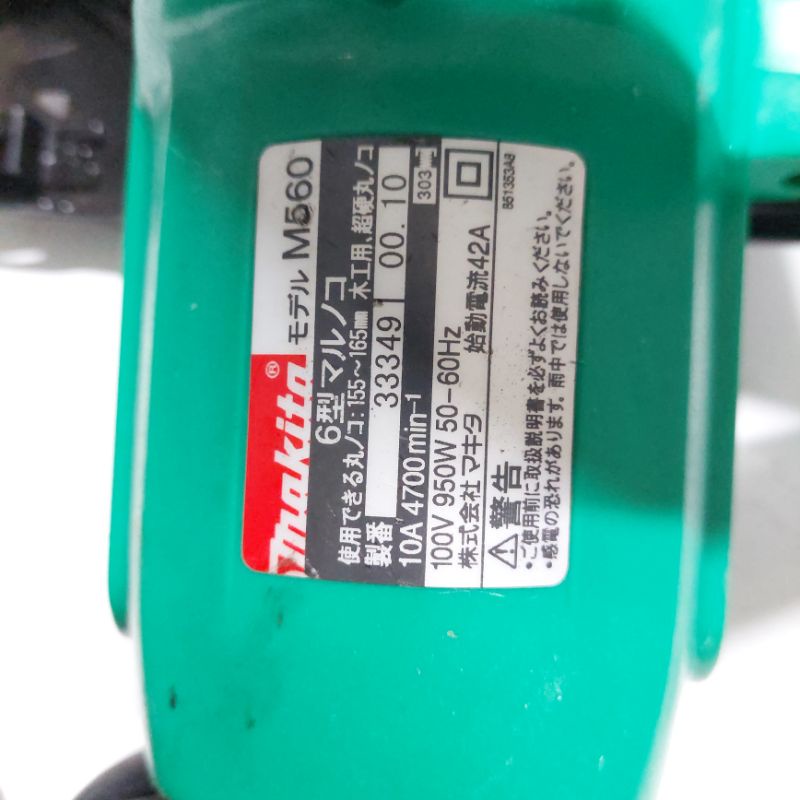 makita® モデル M560
6型マルノコ
使用できる丸ノコ:155～165mm 木工用、超硬丸ノコ
製番 33349 00.10
10A 4700min-1 303
100V 950W 50-60Hz
株式会社 マキタ 始動電流42A
警告 851353A8
・ご使用前に取扱説明書を必ずよくお読みください。
・感電の恐れがあります。雨中では使用しないでください。